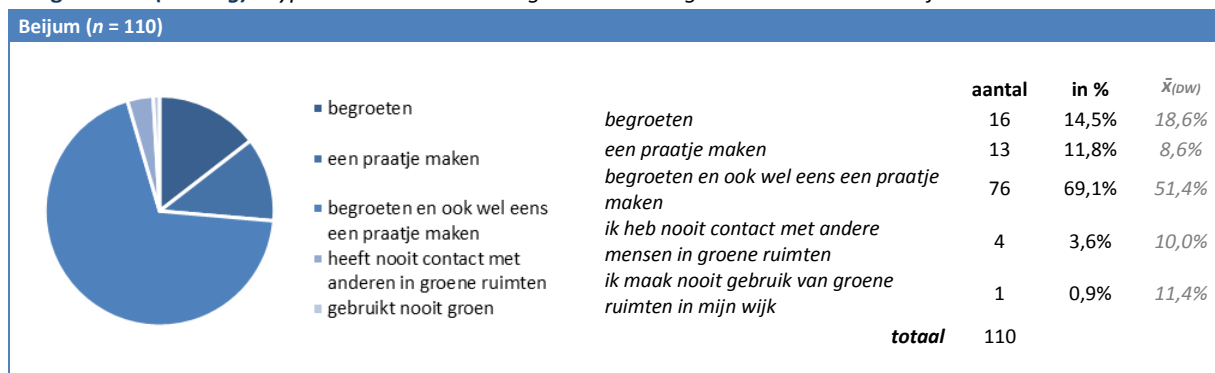 Beijum (n = 110)
aantal in % x̄(DW)
begroeten
een praatje maken
begroeten en ook wel eens
een praatje maken
heeft nooit contact met
anderen in groene ruimten
gebruikt nooit groen
begroeten 16 14,5% 18,6%
een praatje maken 13 11,8% 8,6%
begroeten en ook wel eens een praatje
maken 76 69,1% 51,4%
ik heb nooit contact met andere
mensen in groene ruimten 4 3,6% 10,0%
ik maak nooit gebruik van groene
ruimten in mijn wijk 1 0,9% 11,4%
totaal 110